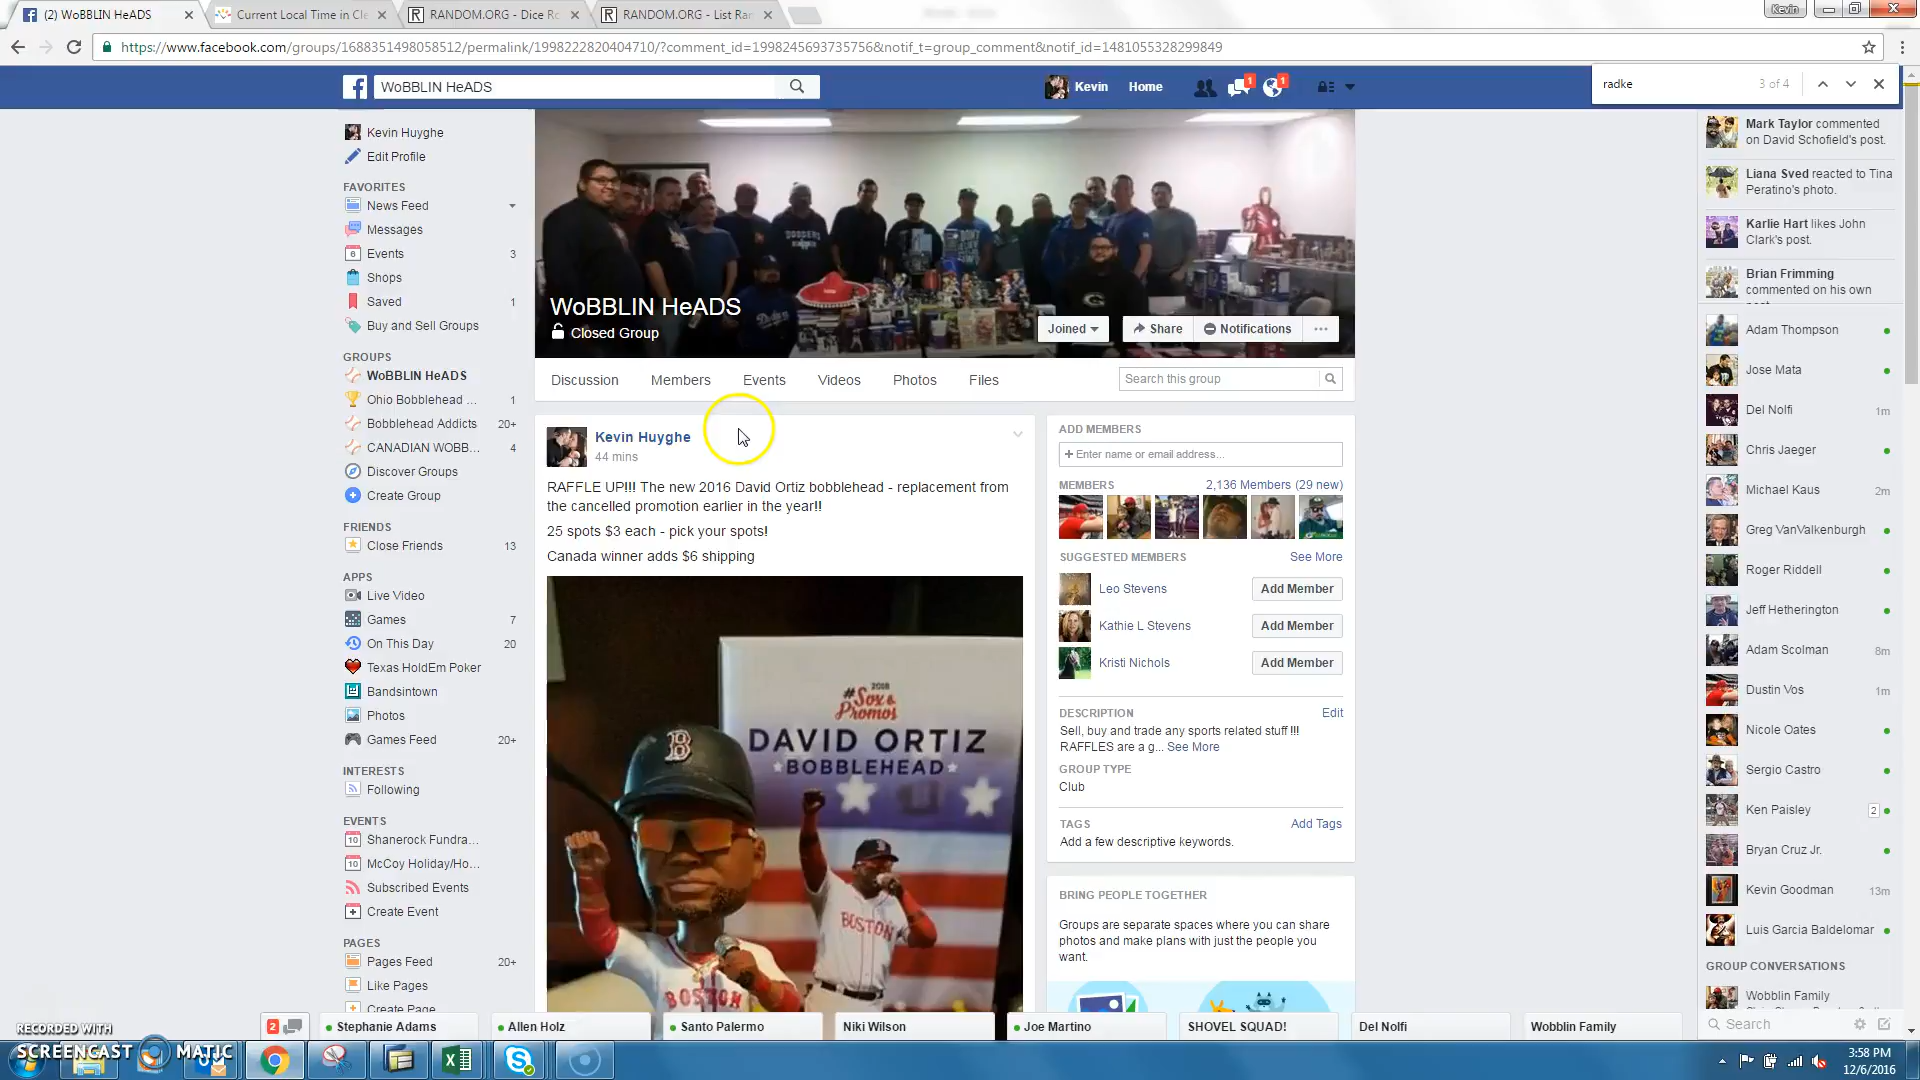 (2) WoBBLIN HeADS
Current Local Time in Cle
RANDOM.ORG - Dice Ro
RANDOM.ORG - List Ran
Kevin
https://www.facebook.com/groups/1688351498058512/permalink/1998222820404710/?comment_id=1998245693735756&notif_t=group_comment&notif_id=1481055328299849
WoBBLIN HeADS
Kevin
Home
1
1
radke
3 of 4
Kevin Huyghe
Edit Profile
FAVORITES
News Feed
Messages
Events 3
Shops
Saved 1
Buy and Sell Groups
GROUPS
WoBBLIN HeADS
Ohio Bobblehead ... 1
Bobblehead Addicts 20+
CANADIAN WOBB... 4
Discover Groups
Create Group
FRIENDS
Close Friends 13
APPS
Live Video
Games 7
On This Day 20
Texas HoldEm Poker
Bandsintown
Photos
Games Feed 20+
INTERESTS
Following
EVENTS
Shanerock Fundra...
McCoy Holiday/Ho...
Subscribed Events
Create Event
PAGES
Pages Feed 20+
Like Pages
Create Page
WoBBLIN HeADS
Closed Group
Joined
Share
Notifications
Discussion
Members
Events
Videos
Photos
Files
Search this group
Kevin Huyghe
44 mins
RAFFLE UP!!! The new 2016 David Ortiz bobblehead - replacement from
the cancelled promotion earlier in the year!!
25 spots $3 each - pick your spots!
Canada winner adds $6 shipping
2016
#Sox&
Promos
DAVID ORTIZ
BOBBLEHEAD
B
BOSTON
BOSTON
ADD MEMBERS
+ Enter name or email address...
MEMBERS
2,136 Members (29 new)
SUGGESTED MEMBERS
See More
Leo Stevens
Add Member
Kathie L Stevens
Add Member
Kristi Nichols
Add Member
DESCRIPTION
Edit
Sell, buy and trade any sports related stuff !!!
RAFFLES are a g... See More
GROUP TYPE
Club
TAGS
Add Tags
Add a few descriptive keywords.
BRING PEOPLE TOGETHER
Groups are separate spaces where you can share
photos and make plans with just the people you
want.
Mark Taylor commented
on David Schofield's post.
Liana Syed reacted to Tina
Peratino's photo.
Karlie Hart likes John
Clark's post.
Brian Frimming
commented on his own
Adam Thompson
Jose Mata
Del Nolfi 1m
Chris Jaeger
Michael Kaus 2m
Greg VanValkenburgh
Roger Riddell
Jeff Hetherington
Adam Scolman 8m
Dustin Vos 1m
Nicole Oates
Sergio Castro
Ken Paisley 2
Bryan Cruz Jr.
Kevin Goodman 13m
Luis Garcia Baldelomar
GROUP CONVERSATIONS
Wobblin Family
Search
2
Stephanie Adams
Allen Holz
Santo Palermo
Niki Wilson
Joe Martino
SHOVEL SQUAD!
Del Nolfi
Wobblin Family
RECORDED WITH
SCREENCAST MATIC
3:58 PM
12/6/2016